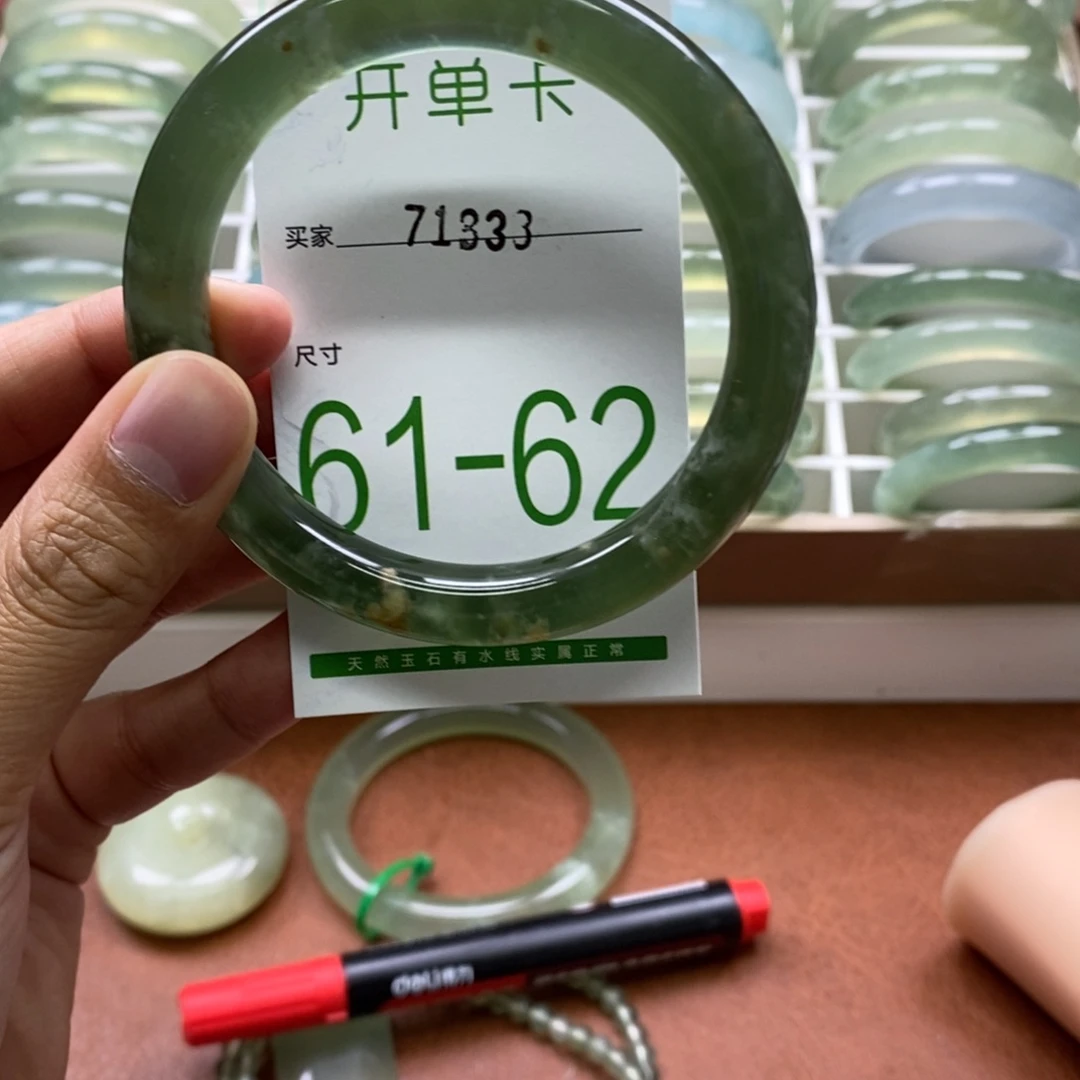 开单卡
买家 71333
尺寸
61-62
天然玉石有水线实属正常